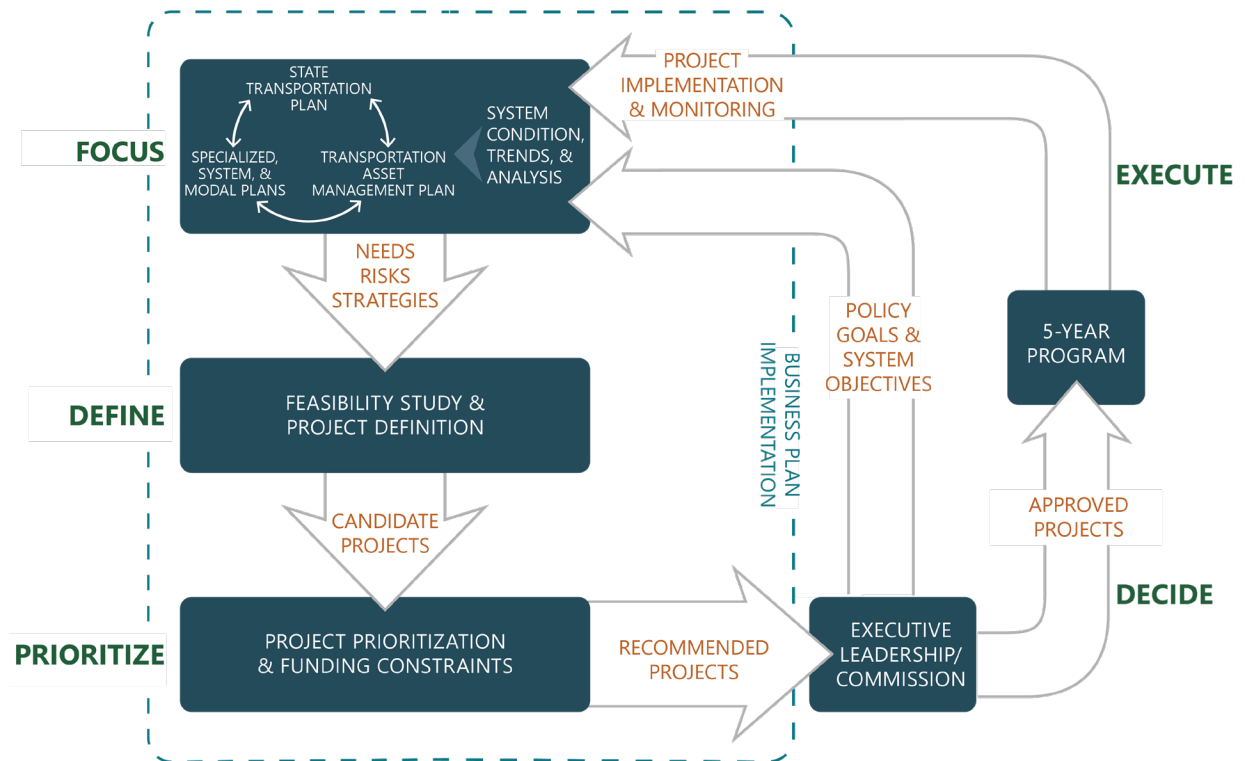 FOCUS
STATE
TRANSPORTATION
PLAN
SPECIALIZED,
SYSTEM, &
MODAL PLANS
TRANSPORTATION
ASSET
MANAGEMENT PLAN
SYSTEM
CONDITION,
TRENDS, &
ANALYSIS
PROJECT
IMPLEMENTATION
& MONITORING
EXECUTE
NEEDS
RISKS
STRATEGIES
POLICY
GOALS &
SYSTEM
OBJECTIVES
5-YEAR
PROGRAM
DEFINE
FEASIBILITY STUDY &
PROJECT DEFINITION
BUSINESS PLAN
IMPLEMENTATION
CANDIDATE
PROJECTS
APPROVED
PROJECTS
DECIDE
PRIORITIZE
PROJECT PRIORITIZATION
& FUNDING CONSTRAINTS
RECOMMENDED
PROJECTS
EXECUTIVE
LEADERSHIP/
COMMISSION